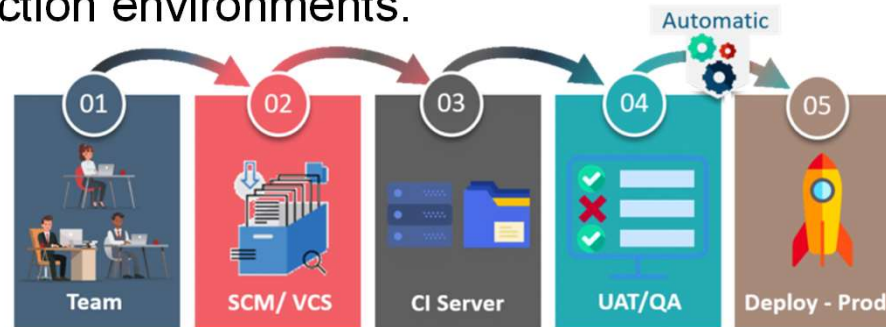 ction environments.
Automatic
01
02
03
04
05
Team
SCM/ VCS
CI Server
UAT/QA
Deploy - Prod